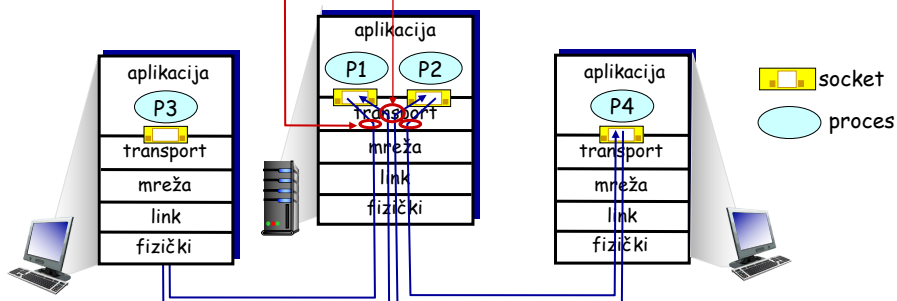 aplikacija
P3
transport
mreža
link
fizički
aplikacija
P1
P2
transport
mreža
link
fizički
aplikacija
P4
transport
mreža
link
fizički
socket
proces